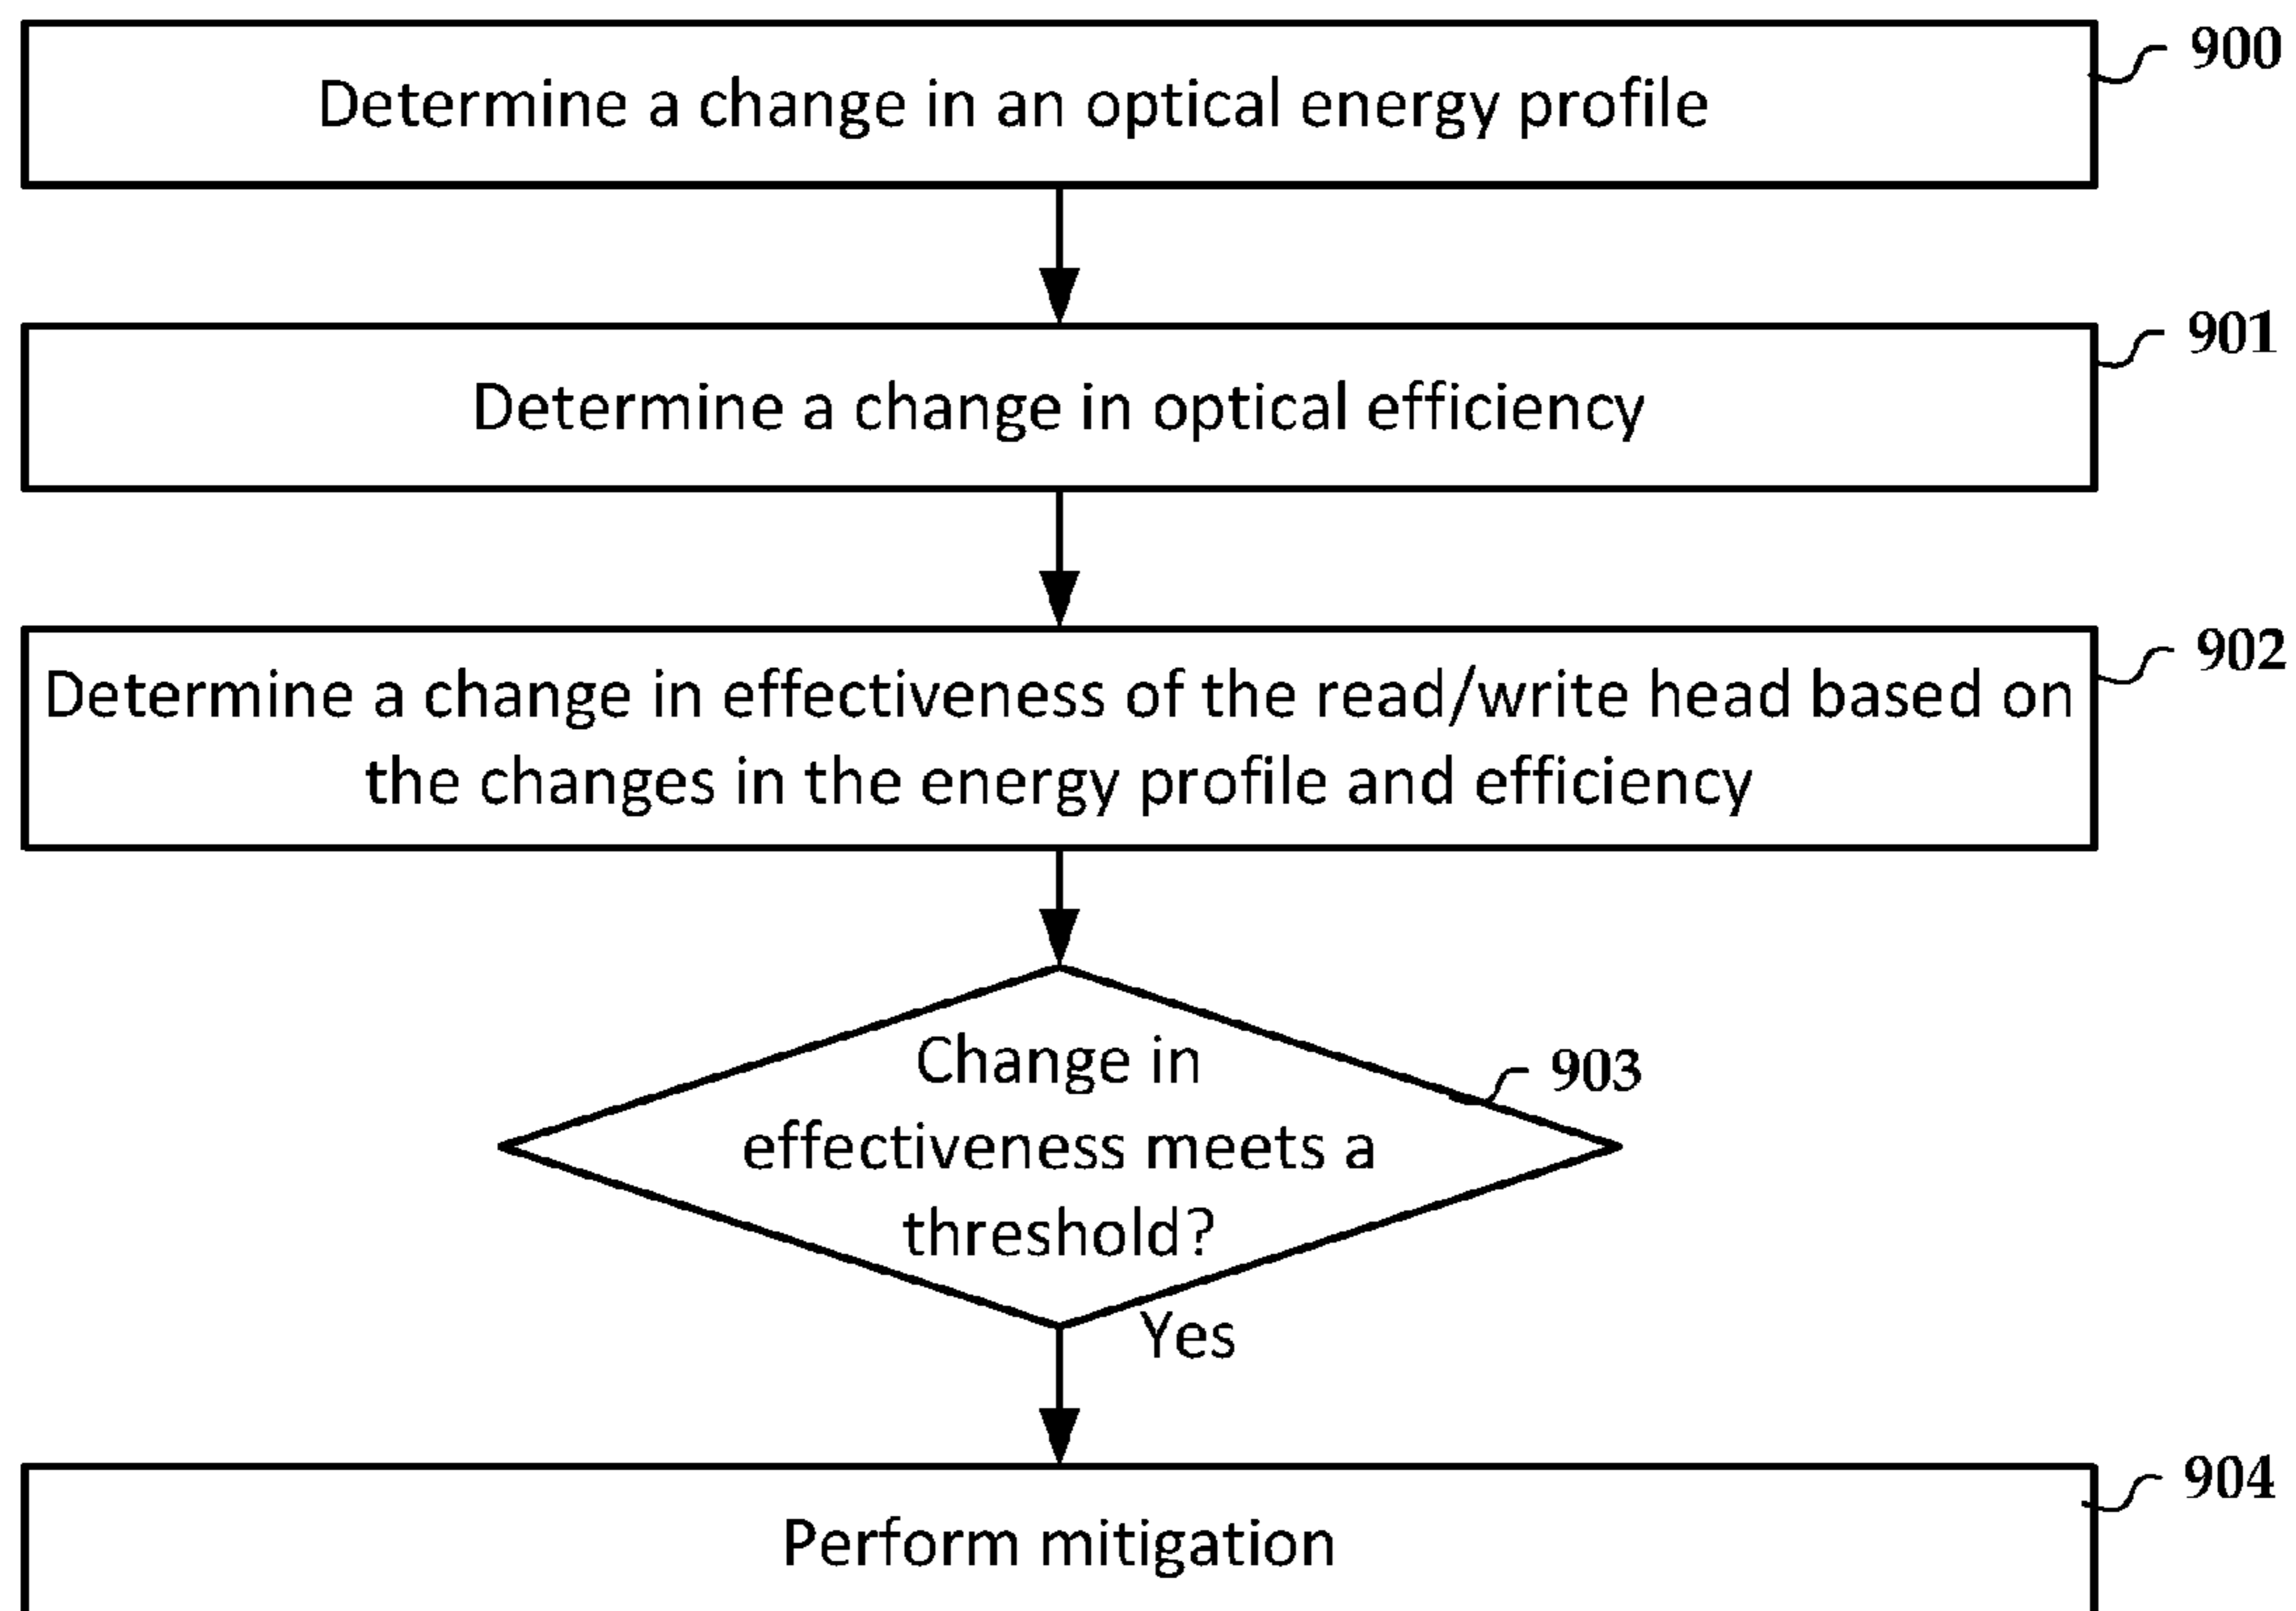 900
Determine a change in an optical energy profile
901
Determine a change in optical efficiency
902
Determine a change in effectiveness of the read/write head based on
the changes in the energy profile and efficiency
903
Change in
effectiveness meets a
threshold?
Yes
904
Perform mitigation